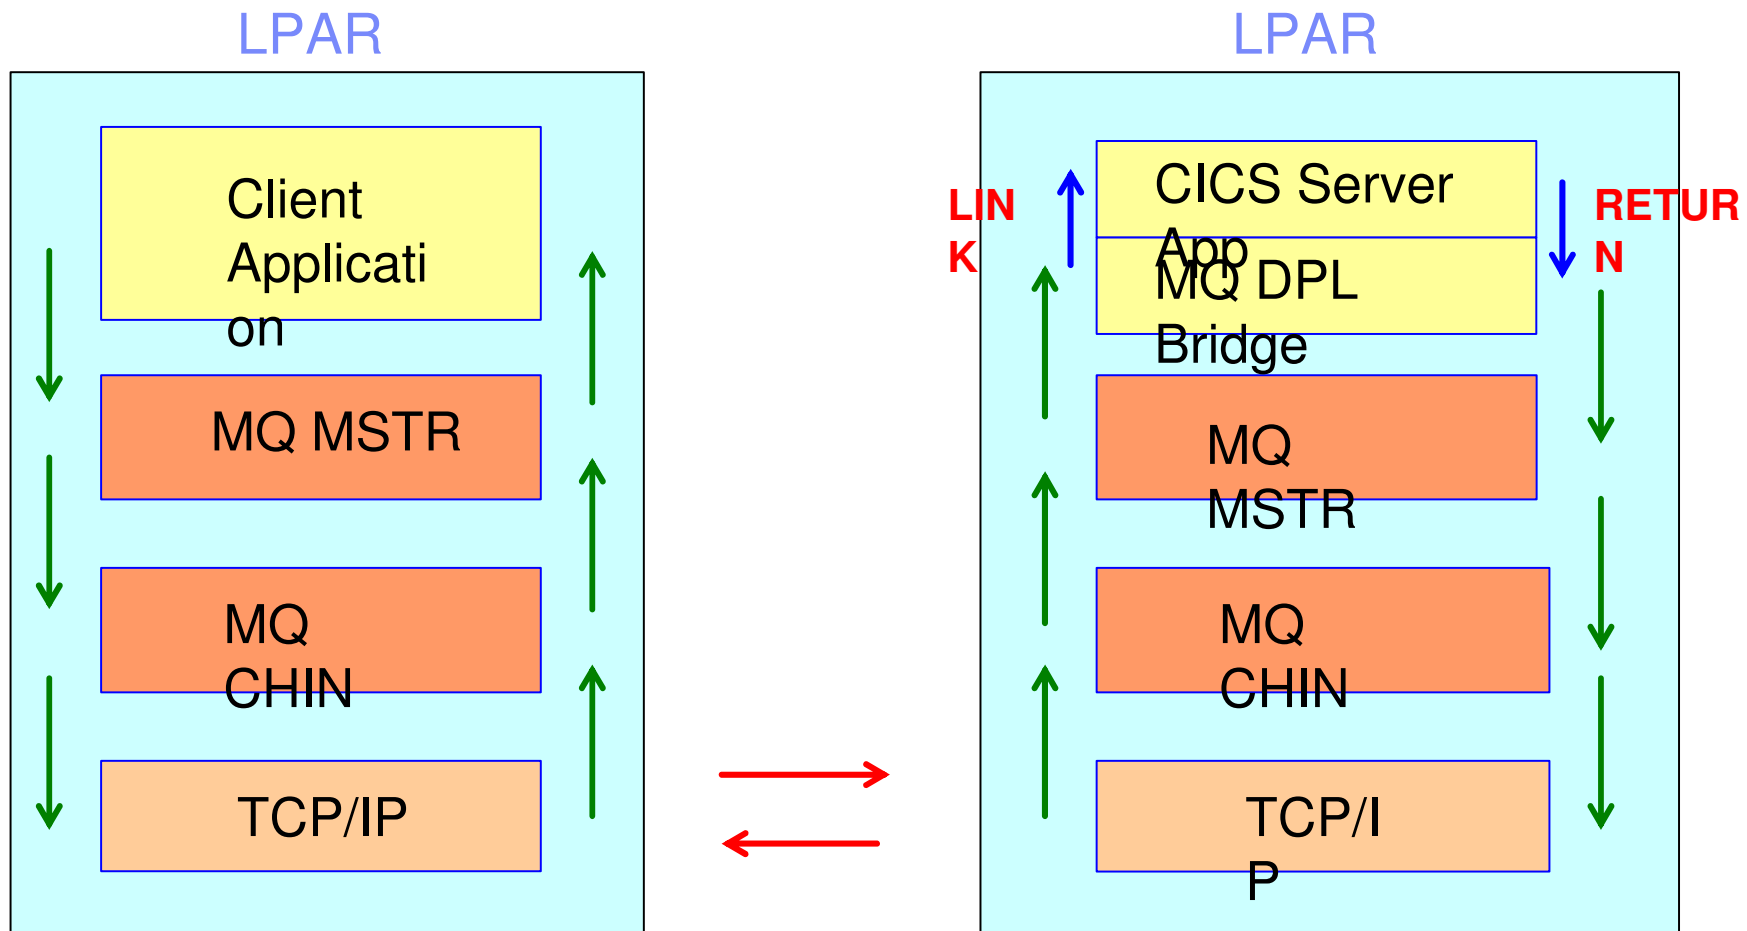 LPAR
Client
Applicati
on
MQ MSTR
MQ
CHIN
TCP/IP
LPAR
LIN
K
CICS Server
App
MQ DPL
Bridge
RETUR
N
MQ
MSTR
MQ
CHIN
TCP/I
P